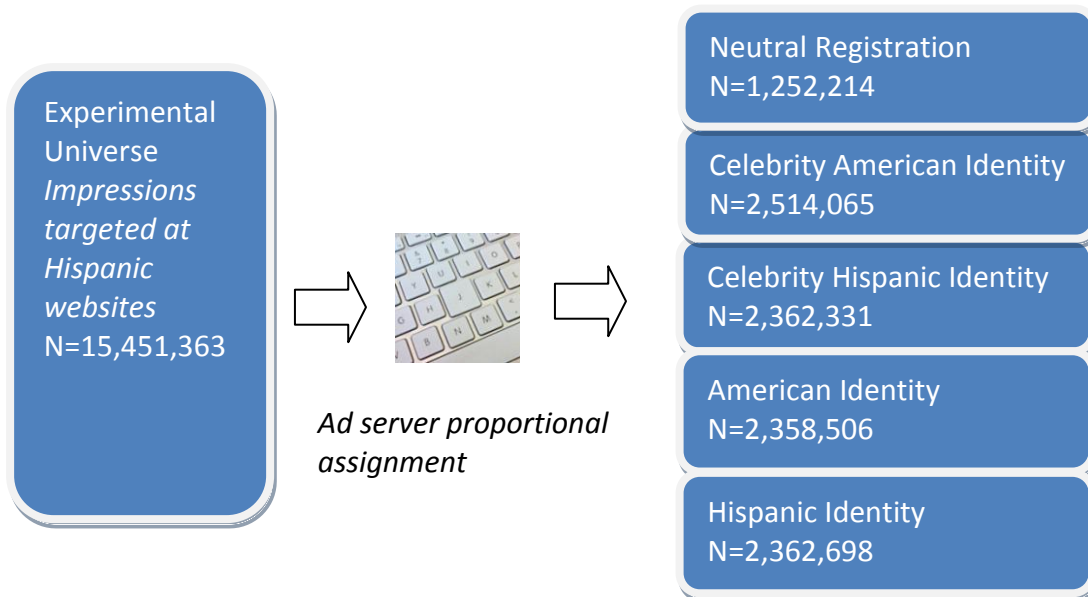 Experimental
Universe
Impressions
targeted at
Hispanic
websites
N=15,451,363
Ad server proportional
assignment
Neutral Registration
N=1,252,214
Celebrity American Identity
N=2,514,065
Celebrity Hispanic Identity
N=2,362,331
American Identity
N=2,358,506
Hispanic Identity
N=2,362,698